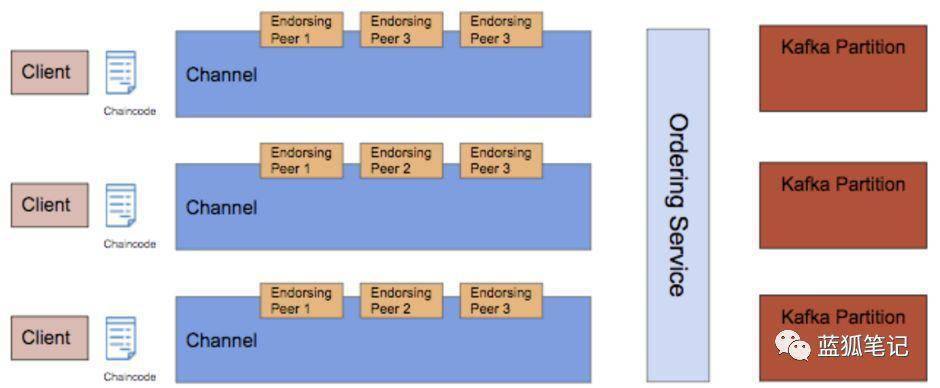 Endorsing
Peer 1
Endorsing
Peer 3
Endorsing
Peer 3
Client
Chaincode
Channel
Kafka Partition
Endorsing
Peer 1
Endorsing
Peer 2
Endorsing
Peer 3
Client
Chaincode
Channel
Ordering Service
Kafka Partition
Endorsing
Peer 1
Endorsing
Peer 2
Endorsing
Peer 3
Client
Chaincode
Channel
Kafka Partition
蓝狐笔记